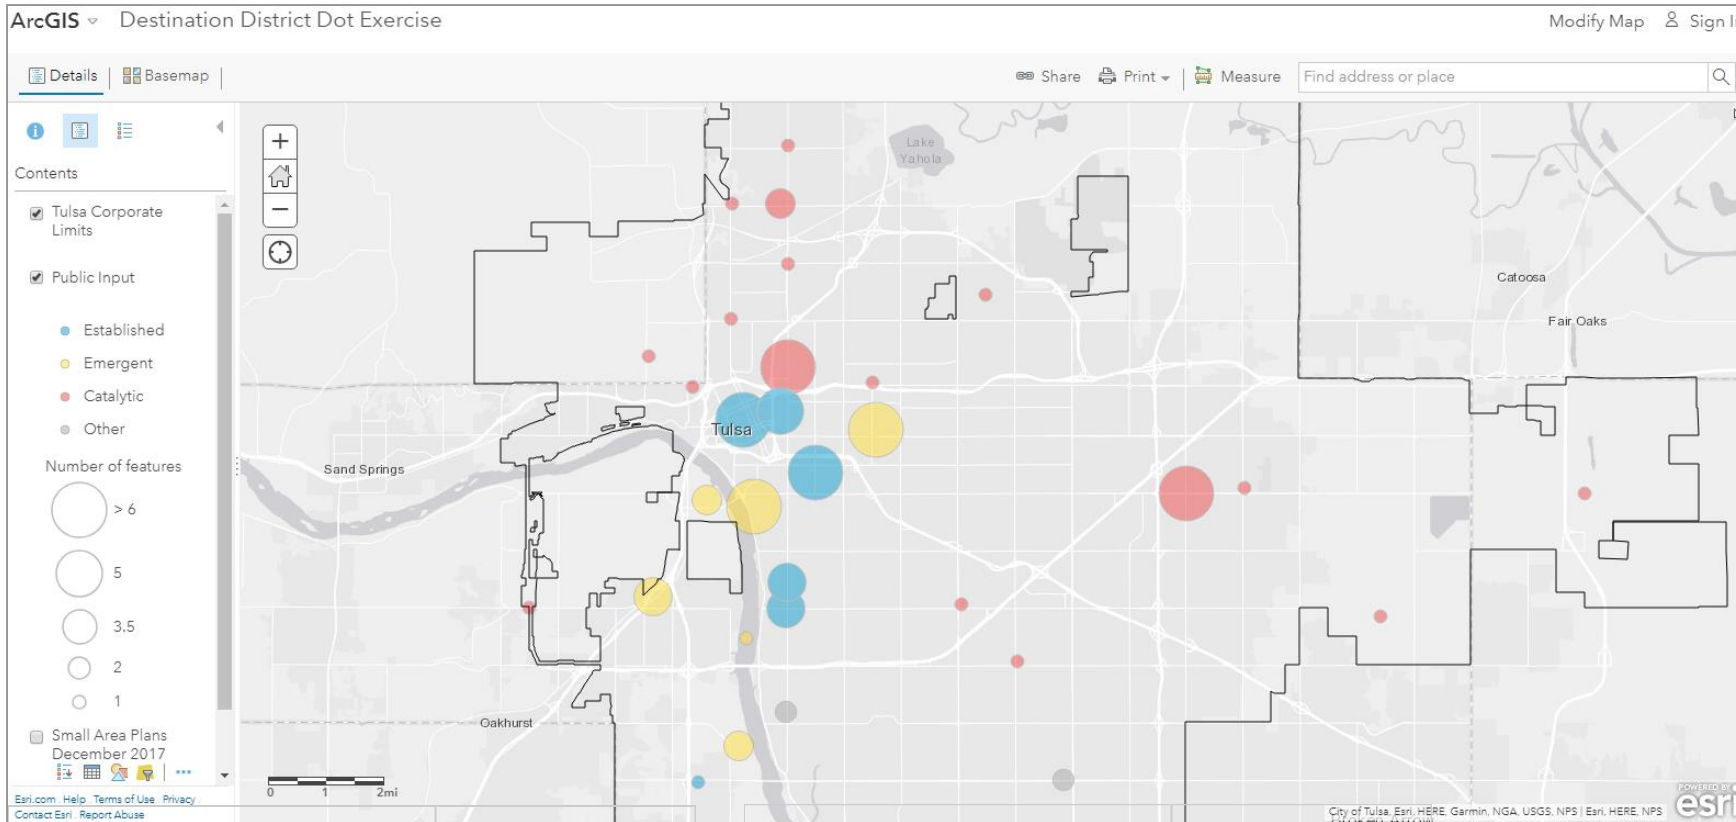 ArcGIS Destination District Dot Exercise
Modify Map Sign In
Details Basemap
Share Print Measure Find address or place
Contents
Tulsa Corporate
Limits
Public Input
Established
Emergent
Catalytic
Other
Number of features
> 6
5
3.5
2
1
Small Area Plans
December 2017
Esri.com Help Terms of Use Privacy
Contact Esri Report Abuse
Lake
Yahola
Catoosa
Fair Oaks
Tulsa
Sand Springs
Oakhurst
0 1 2mi
POWERED BY
esri
City of Tulsa, Esri, HERE, Garmin, NGA, USGS, NPS | Esri, HERE, NPS